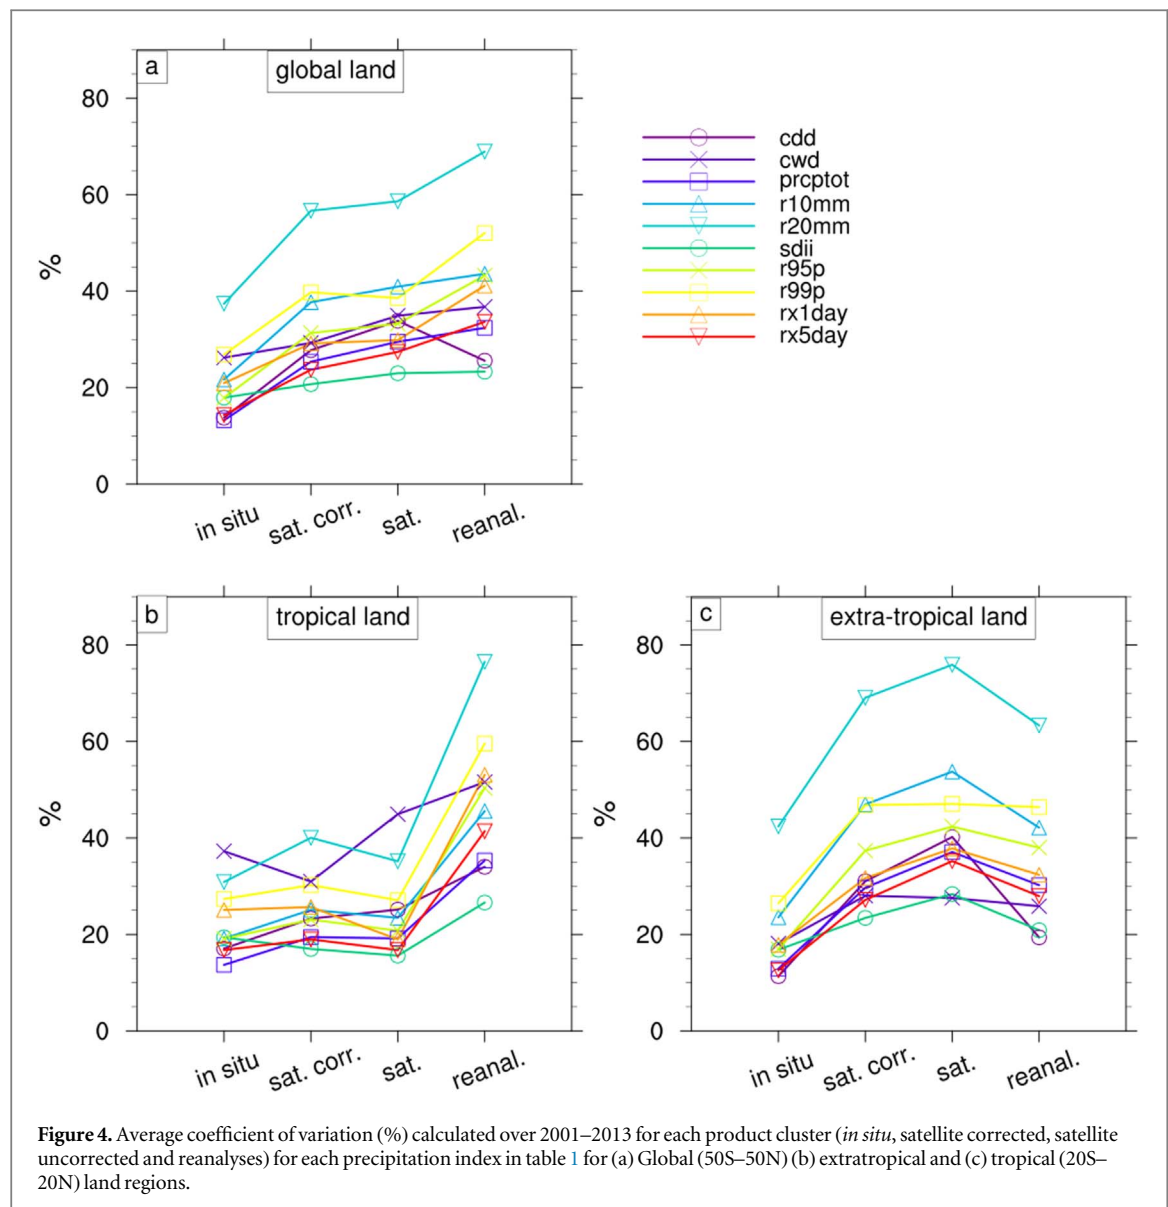 a
global land
80
60
%
40
20
0
in situ
sat. corr.
sat.
reanal.
cdd
cwd
prcptot
r10mm
r20mm
sdii
r95p
r99p
rx1day
rx5day
b
tropical land
80
60
%
40
20
0
in situ
sat. corr.
sat.
reanal.
c
extra-tropical land
80
60
%
40
20
0
in situ
sat. corr.
sat.
reanal.
Figure 4. Average coefficient of variation (%) calculated over 2001–2013 for each product cluster (in situ, satellite corrected, satellite
uncorrected and reanalyses) for each precipitation index in table 1 for (a) Global (50S–50N) (b) extratropical and (c) tropical (20S–
20N) land regions.